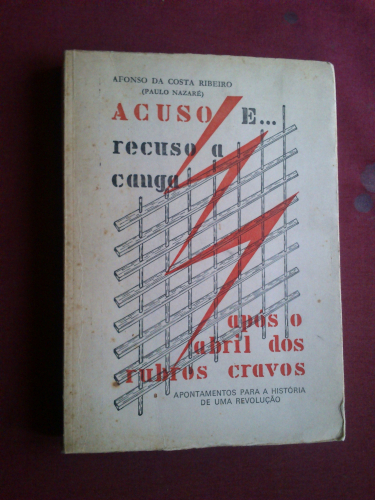 AFONSO DA COSTA RIBEIRO
(PAULO NAZARÉ)
ACUSO E...
recuso a
canga
após o
abril dos
rubros cravos
APONTAMENTOS PARA A HISTÓRIA
DE UMA REVOLUÇÃO